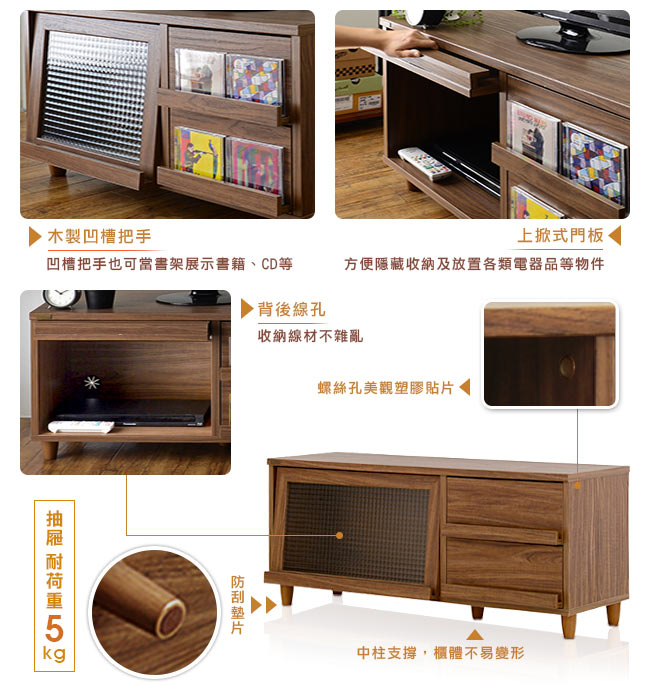 木製凹槽把手
凹槽把手也可當書架展示書籍、CD等
上掀式門板
方便隱藏收納及放置各類電器品等物件
背後線孔
收納線材不雜亂
螺絲孔美觀塑膠貼片
抽屜耐荷重5kg
防刮墊片
中柱支撐，櫃體不易變形